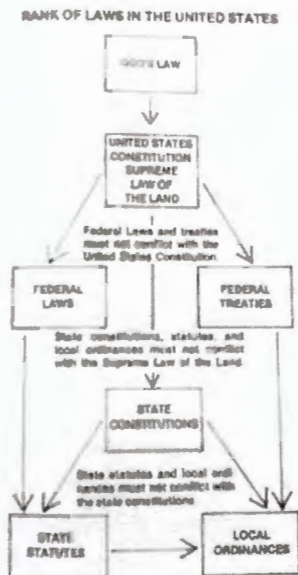 RANK OF LAWS IN THE UNITED STATES
GOD'S LAW
UNITED STATES
CONSTITUTION
SUPREME
LAW OF
THE LAND
Federal Laws and treaties
must not conflict with the
United States Constitution.
FEDERAL
LAWS
FEDERAL
TREATIES
State constitutions, statutes, and
local ordinances must not conflict
with the Supreme Law of the Land.
STATE
CONSTITUTIONS
State statutes and local ordi-
nances must not conflict with
the state constitutions
STATE
STATUTES
LOCAL
ORDINANCES